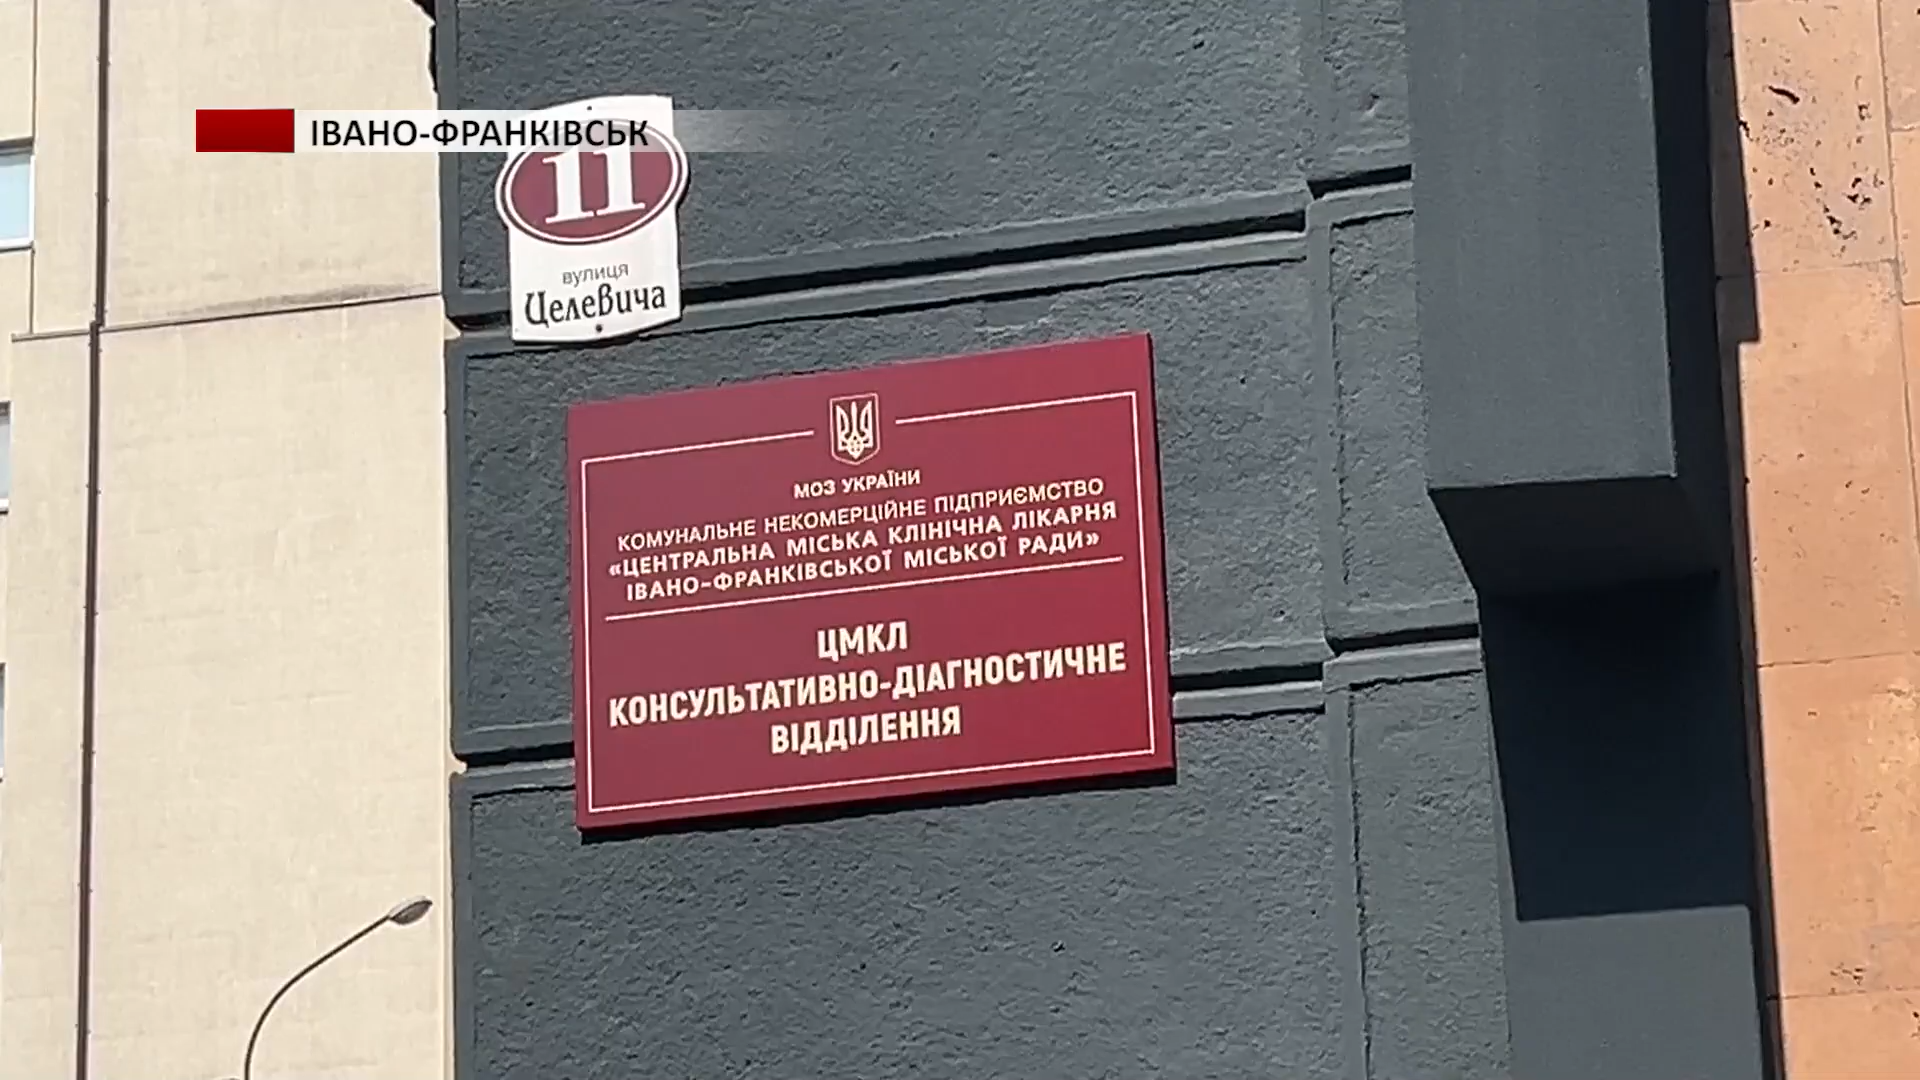 ІВАНО-ФРАНКІВСЬК
11
вулиця
Целевича
МОЗ УКРАЇНИ
КОМУНАЛЬНЕ НЕКОМЕРЦІЙНЕ ПІДПРИЄМСТВО
«ЦЕНТРАЛЬНА МІСЬКА КЛІНІЧНА ЛІКАРНЯ
ІВАНО-ФРАНКІВСЬКОЇ МІСЬКОЇ РАДИ»
ЦМКЛ
КОНСУЛЬТАТИВНО-ДІАГНОСТИЧНЕ
ВІДДІЛЕННЯ